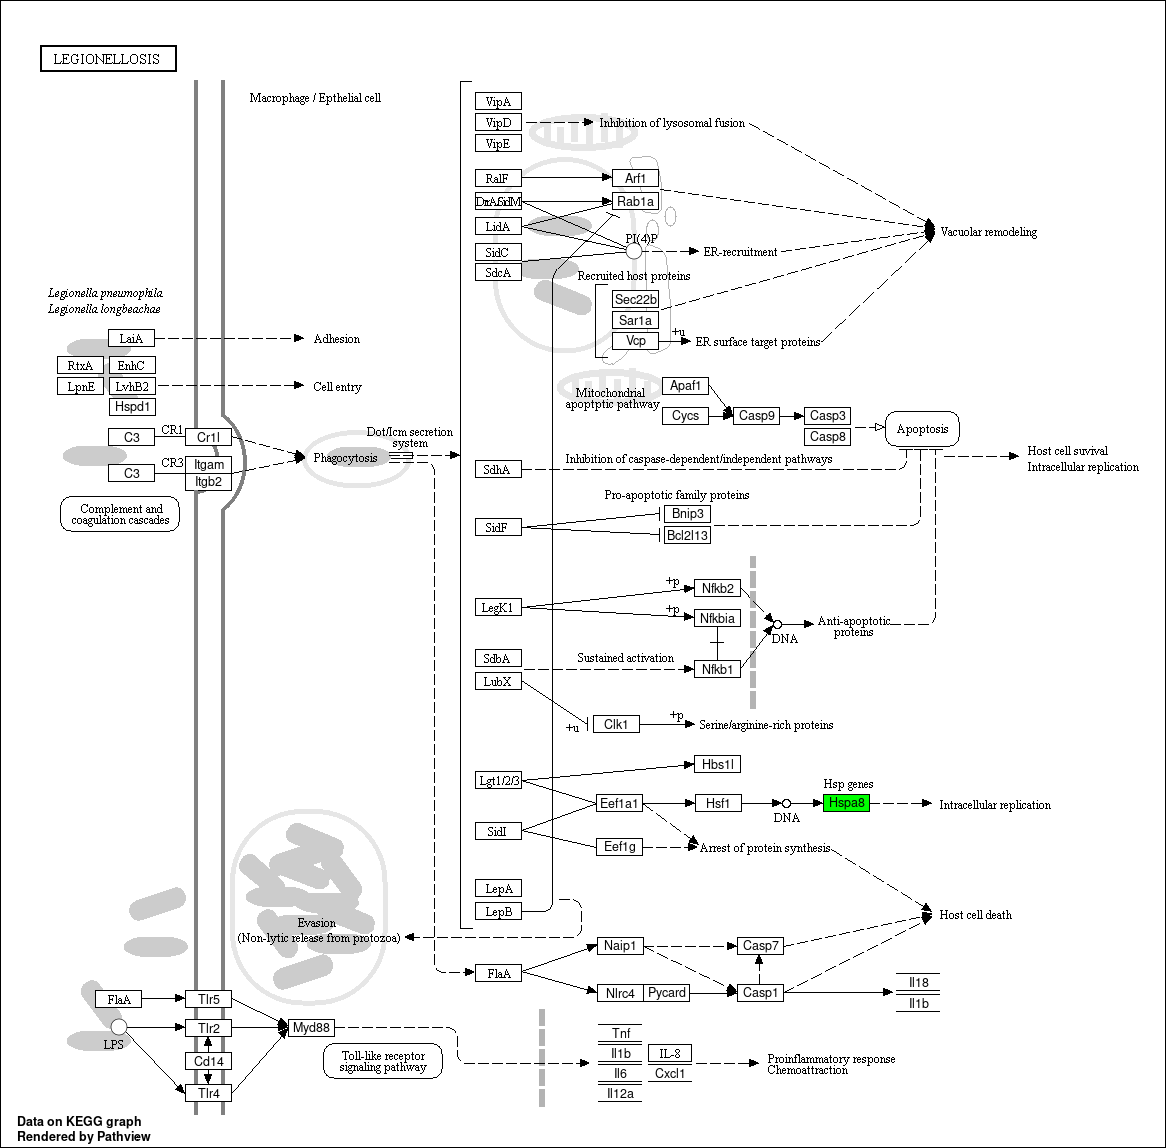 LEGIONELLOSIS
Macrophage / Epthelial cell
VipA
VipD
Inhibition of lysosomal fusion
VipE
RalF
Arf1
Rab1a
LidA
Vacuolar remodeling
PI(4)P
SidC
ER-recruitment
SdcA
Recruited host proteins
Legionella pneumophila
Legionella longbeachae
Sec22b
Sar1a
+u
Vcp
ER surface target proteins
LaiA
Adhesion
RtxA
EnhC
LpnE
LvhB2
Cell entry
Hspd1
Mitochondrial
apoptptic pathway
Apaf1
Cycs
Casp9
Casp3
Casp8
Apoptosis
C3
CR1
Cr1l
Dot/Icm secretion
system
Phagocytosis
C3
CR3
Itgam
Itgb2
SdhA
Inhibition of caspase-dependent/independent pathways
Host cell suvival
Intracellular replication
Complement and
coagulation cascades
Pro-apoptotic family proteins
SidF
Bnip3
Bcl2l13
+p
Nfkb2
LegK1
+p
Nfkbia
DNA
Anti-apoptotic
proteins
SdbA
Sustained activation
Nfkb1
LubX
+u
Clk1
+p
Serine/arginine-rich proteins
Lgt1/2/3
Hbs1l
Hsp genes
Eef1a1
Hsf1
DNA
Hspa8
Intracellular replication
SidI
Eef1g
Arrest of protein synthesis
LepA
LepB
Host cell death
Evasion
(Non-lytic release from protozoa)
Naip1
Casp7
FlaA
Nlrc4
Pycard
Casp1
Il18
Il1b
FlaA
Tlr5
LPS
Tlr2
Myd88
Cd14
Tlr4
Toll-like receptor
signaling pathway
Tnf
Il1b
IL-8
Il6
Cxcl1
Il12a
Proinflammatory response
Chemoattraction
Data on KEGG graph
Rendered by Pathview